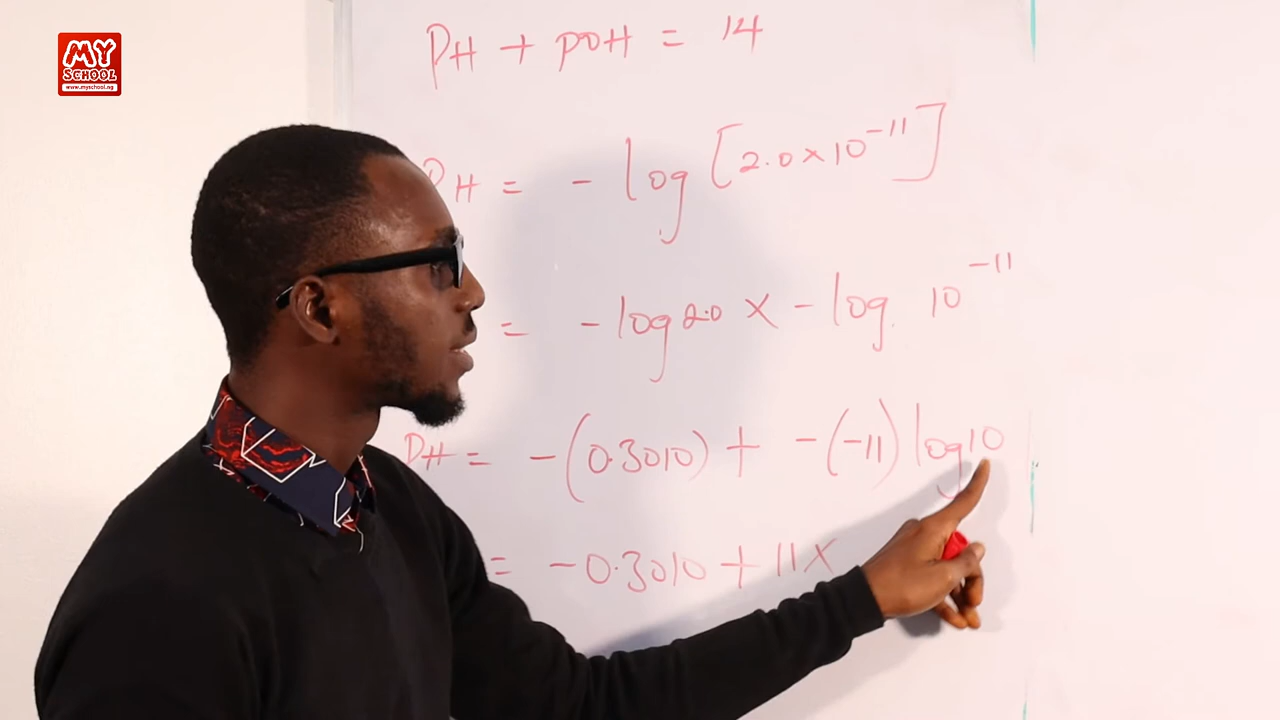 MY
SCHOOL
www.myschool.ng
PH + POH = 14
PH = - log [2.0 x 10^-11]
= - log 2.0 x - log. 10^-11
PH = - (0.3010) + - (-11) log10
= - 0.3010 + 11 x